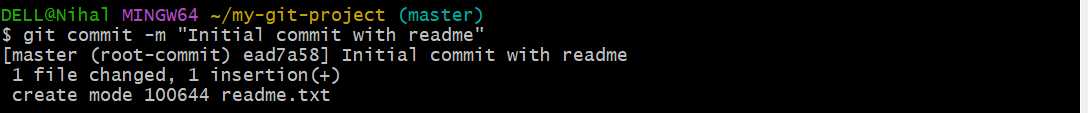 DELL@Nihal MINGW64 ~/my-git-project (master)
$ git commit -m "Initial commit with readme"
[master (root-commit) ead7a58] Initial commit with readme
 1 file changed, 1 insertion(+)
 create mode 100644 readme.txt